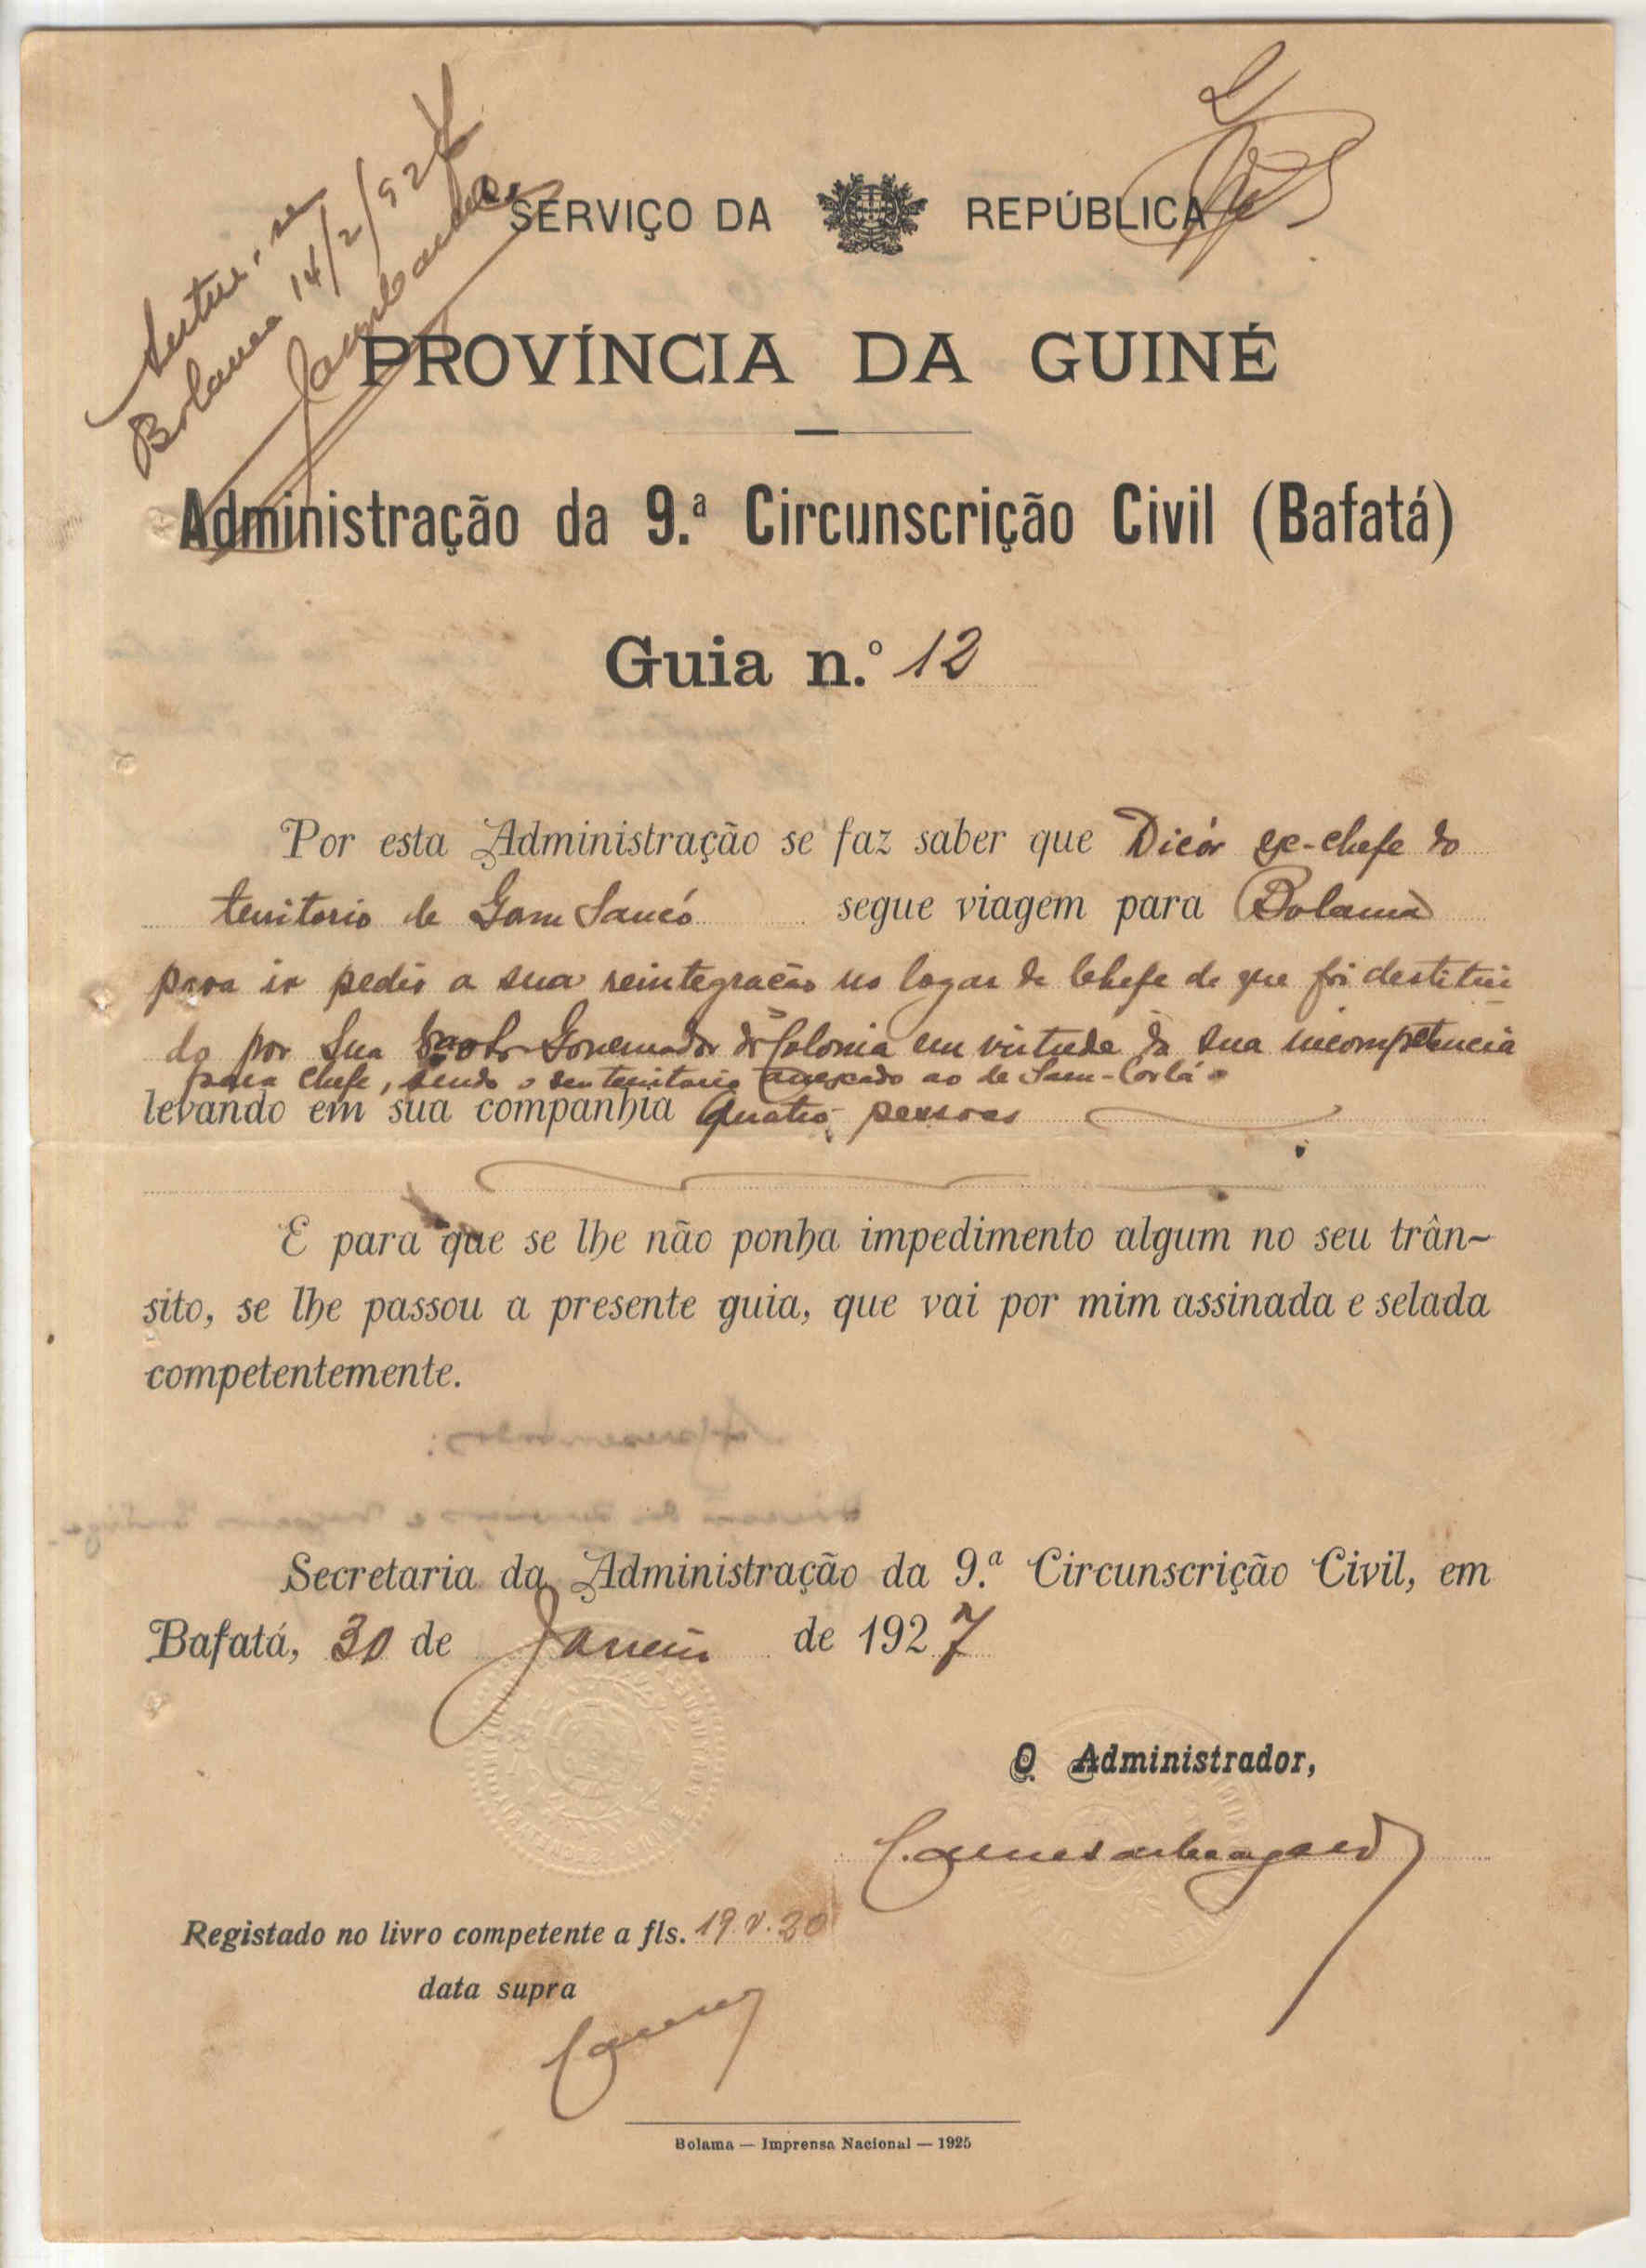 Autue-se
Bolama 14/2/927
SERVIÇO DA REPÚBLICA
PROVÍNCIA DA GUINÉ
Administração da 9.ª Circunscrição Civil (Bafatá)
Guia n.º 12
Por esta Administração se faz saber que Dicór ex-chefe do
territorio de Gam Sancó segue viagem para Bolama
para ir pedir a sua reintegração no logar de Chefe de que foi destitui
do por Sua Governador da Colonia em virtude da sua incompetencia
para chefe, sendo o seu territorio anexado ao de Sam-Corlá
levando em sua companhia quatro pessoas
E para que se lhe não ponha impedimento algum no seu trân-
sito, se lhe passou a presente guia, que vai por mim assinada e selada
competentemente.
Secretaria da Administração da 9.ª Circunscrição Civil, em
Bafatá, 30 de Janeiro de 1927
O Administrador,
Registado no livro competente a fls. 19 v. 20
data supra
Bolama — Imprensa Nacional — 1925